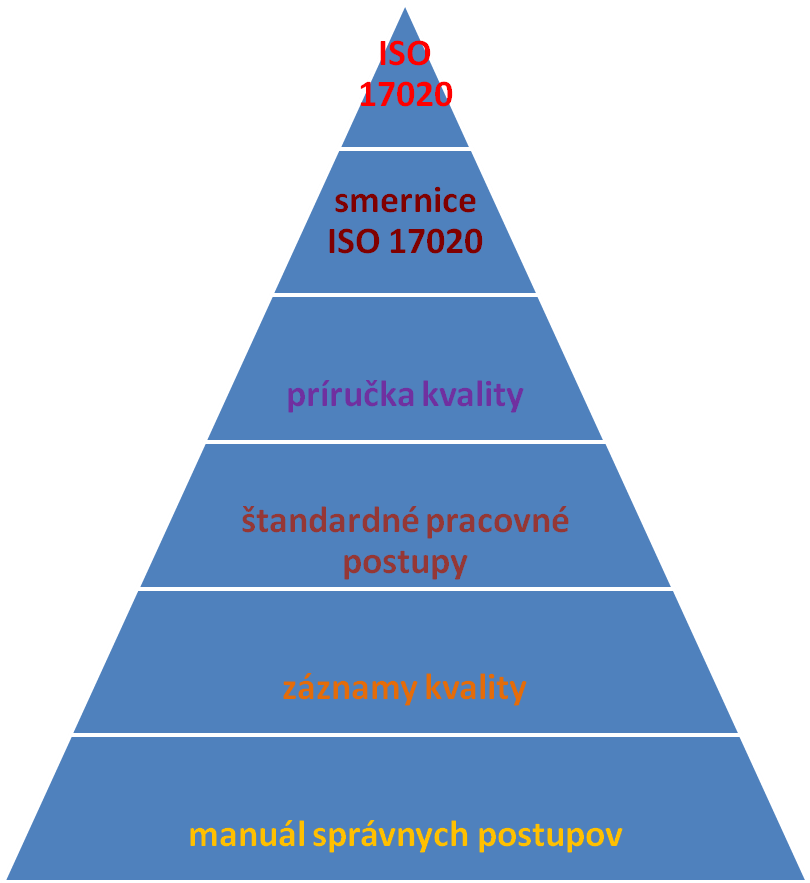 ISO
17020
smernice
ISO 17020
príručka kvality
štandardné pracovné
postupy
záznamy kvality
manuál správnych postupov